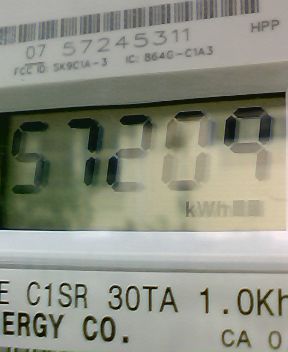 07 57245311
HPP
FCC ID: SK9C1A-3 IC: 864G-C1A3
57209
kWh
E C1SR 30TA 1.0Kh
ERGY CO.
CA 0